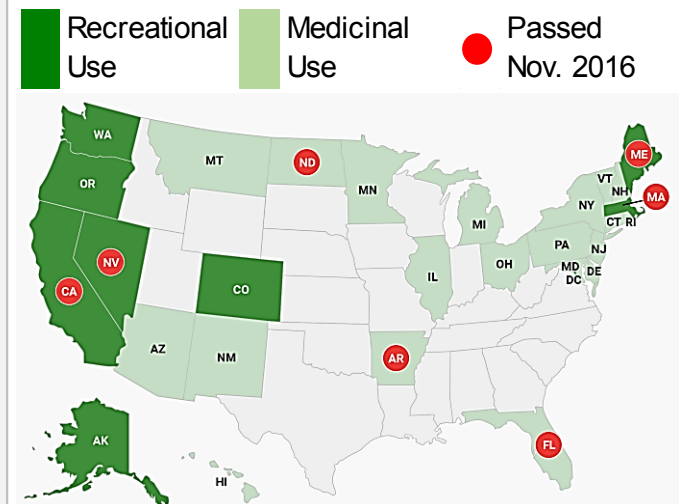 Recreational
Use
Medicinal
Use
Passed
Nov. 2016
WA
MT
ND
ME
OR
MN
VT
NH
MA
NY
MI
CT RI
NV
PA
NJ
CA
CO
IL
OH
MD
DE
DC
AZ
NM
AR
AK
FL
HI